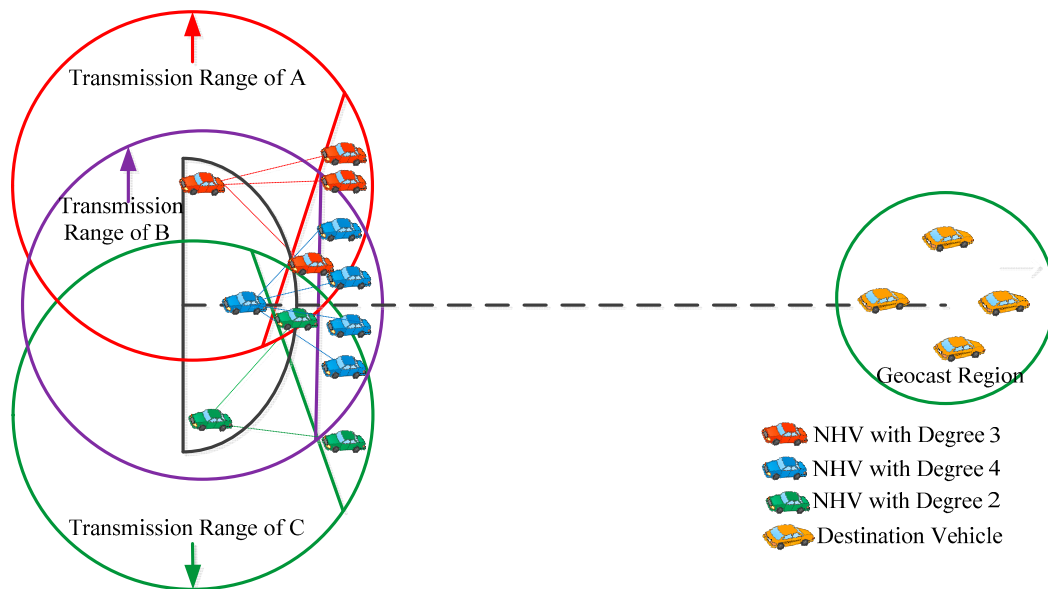 Transmission Range of A
Transmission
Range of B
Transmission Range of C
Geocast Region
NHV with Degree 3
NHV with Degree 4
NHV with Degree 2
Destination Vehicle